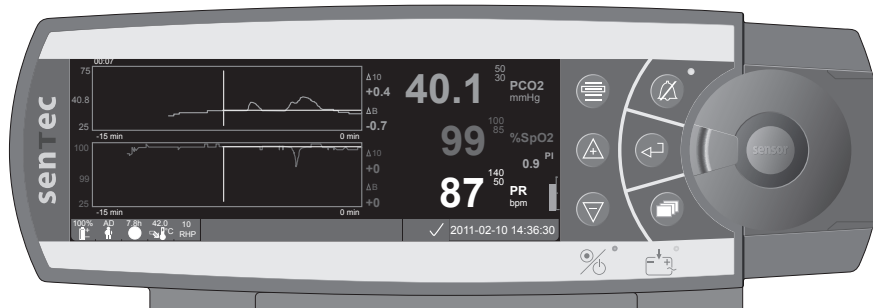 SENTEC
00:07
75
40.8
25
-15 min
0 min
Δ10
+0.4
ΔB
-0.7
40.1
50
30
PCO2
mmHg
100
99
25
-15 min
0 min
Δ10
+0
ΔB
+0
99
100
85
%SpO2
0.9 PI
87
140
50
PR
bpm
100%
AD
7.8h
42.0
°C
10
RHP
2011-02-10 14:36:30
sensor